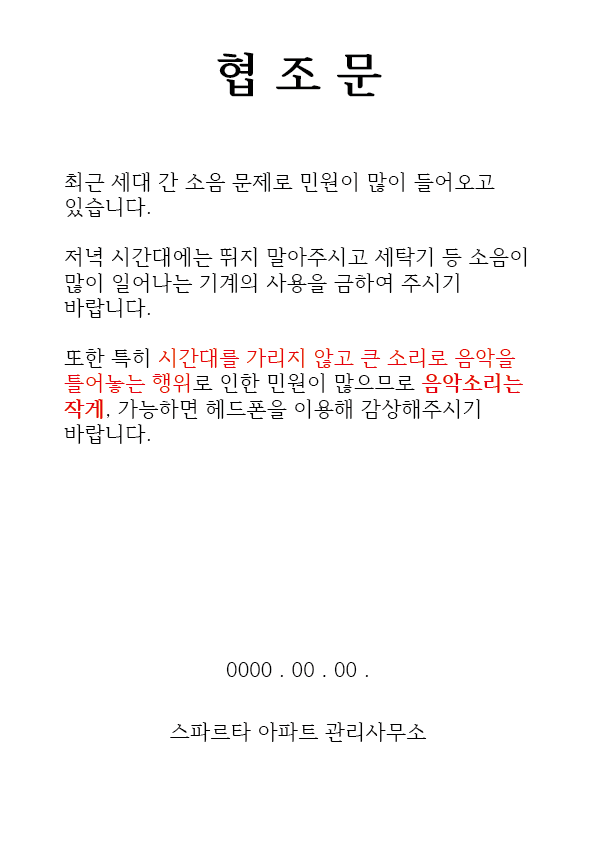 협 조 문
최근 세대 간 소음 문제로 민원이 많이 들어오고
있습니다.
저녁 시간대에는 뛰지 말아주시고 세탁기 등 소음이
많이 일어나는 기계의 사용을 금하여 주시기
바랍니다.
또한 특히 시간대를 가리지 않고 큰 소리로 음악을
틀어놓는 행위로 인한 민원이 많으므로 음악소리는
작게, 가능하면 헤드폰을 이용해 감상해주시기
바랍니다.
0000 . 00 . 00 .
스파르타 아파트 관리사무소